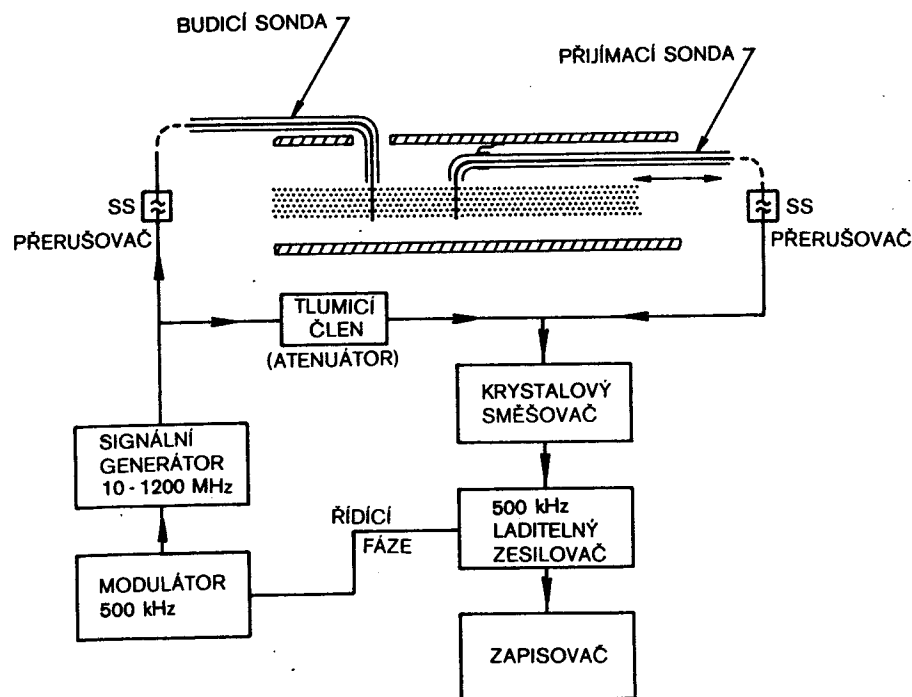 BUDICÍ SONDA
PŘIJÍMACÍ SONDA
SS
PŘERUŠOVAČ
SS
PŘERUŠOVAČ
TLUMICÍ
ČLEN
(ATENUÁTOR)
KRYSTALOVÝ
SMĚŠOVAČ
SIGNÁLNÍ
GENERÁTOR
10-1200 MHz
500 kHz
LADITELNÝ
ZESILOVAČ
ŘÍDÍCÍ
FÁZE
MODULÁTOR
500 kHz
ZAPISOVAČ